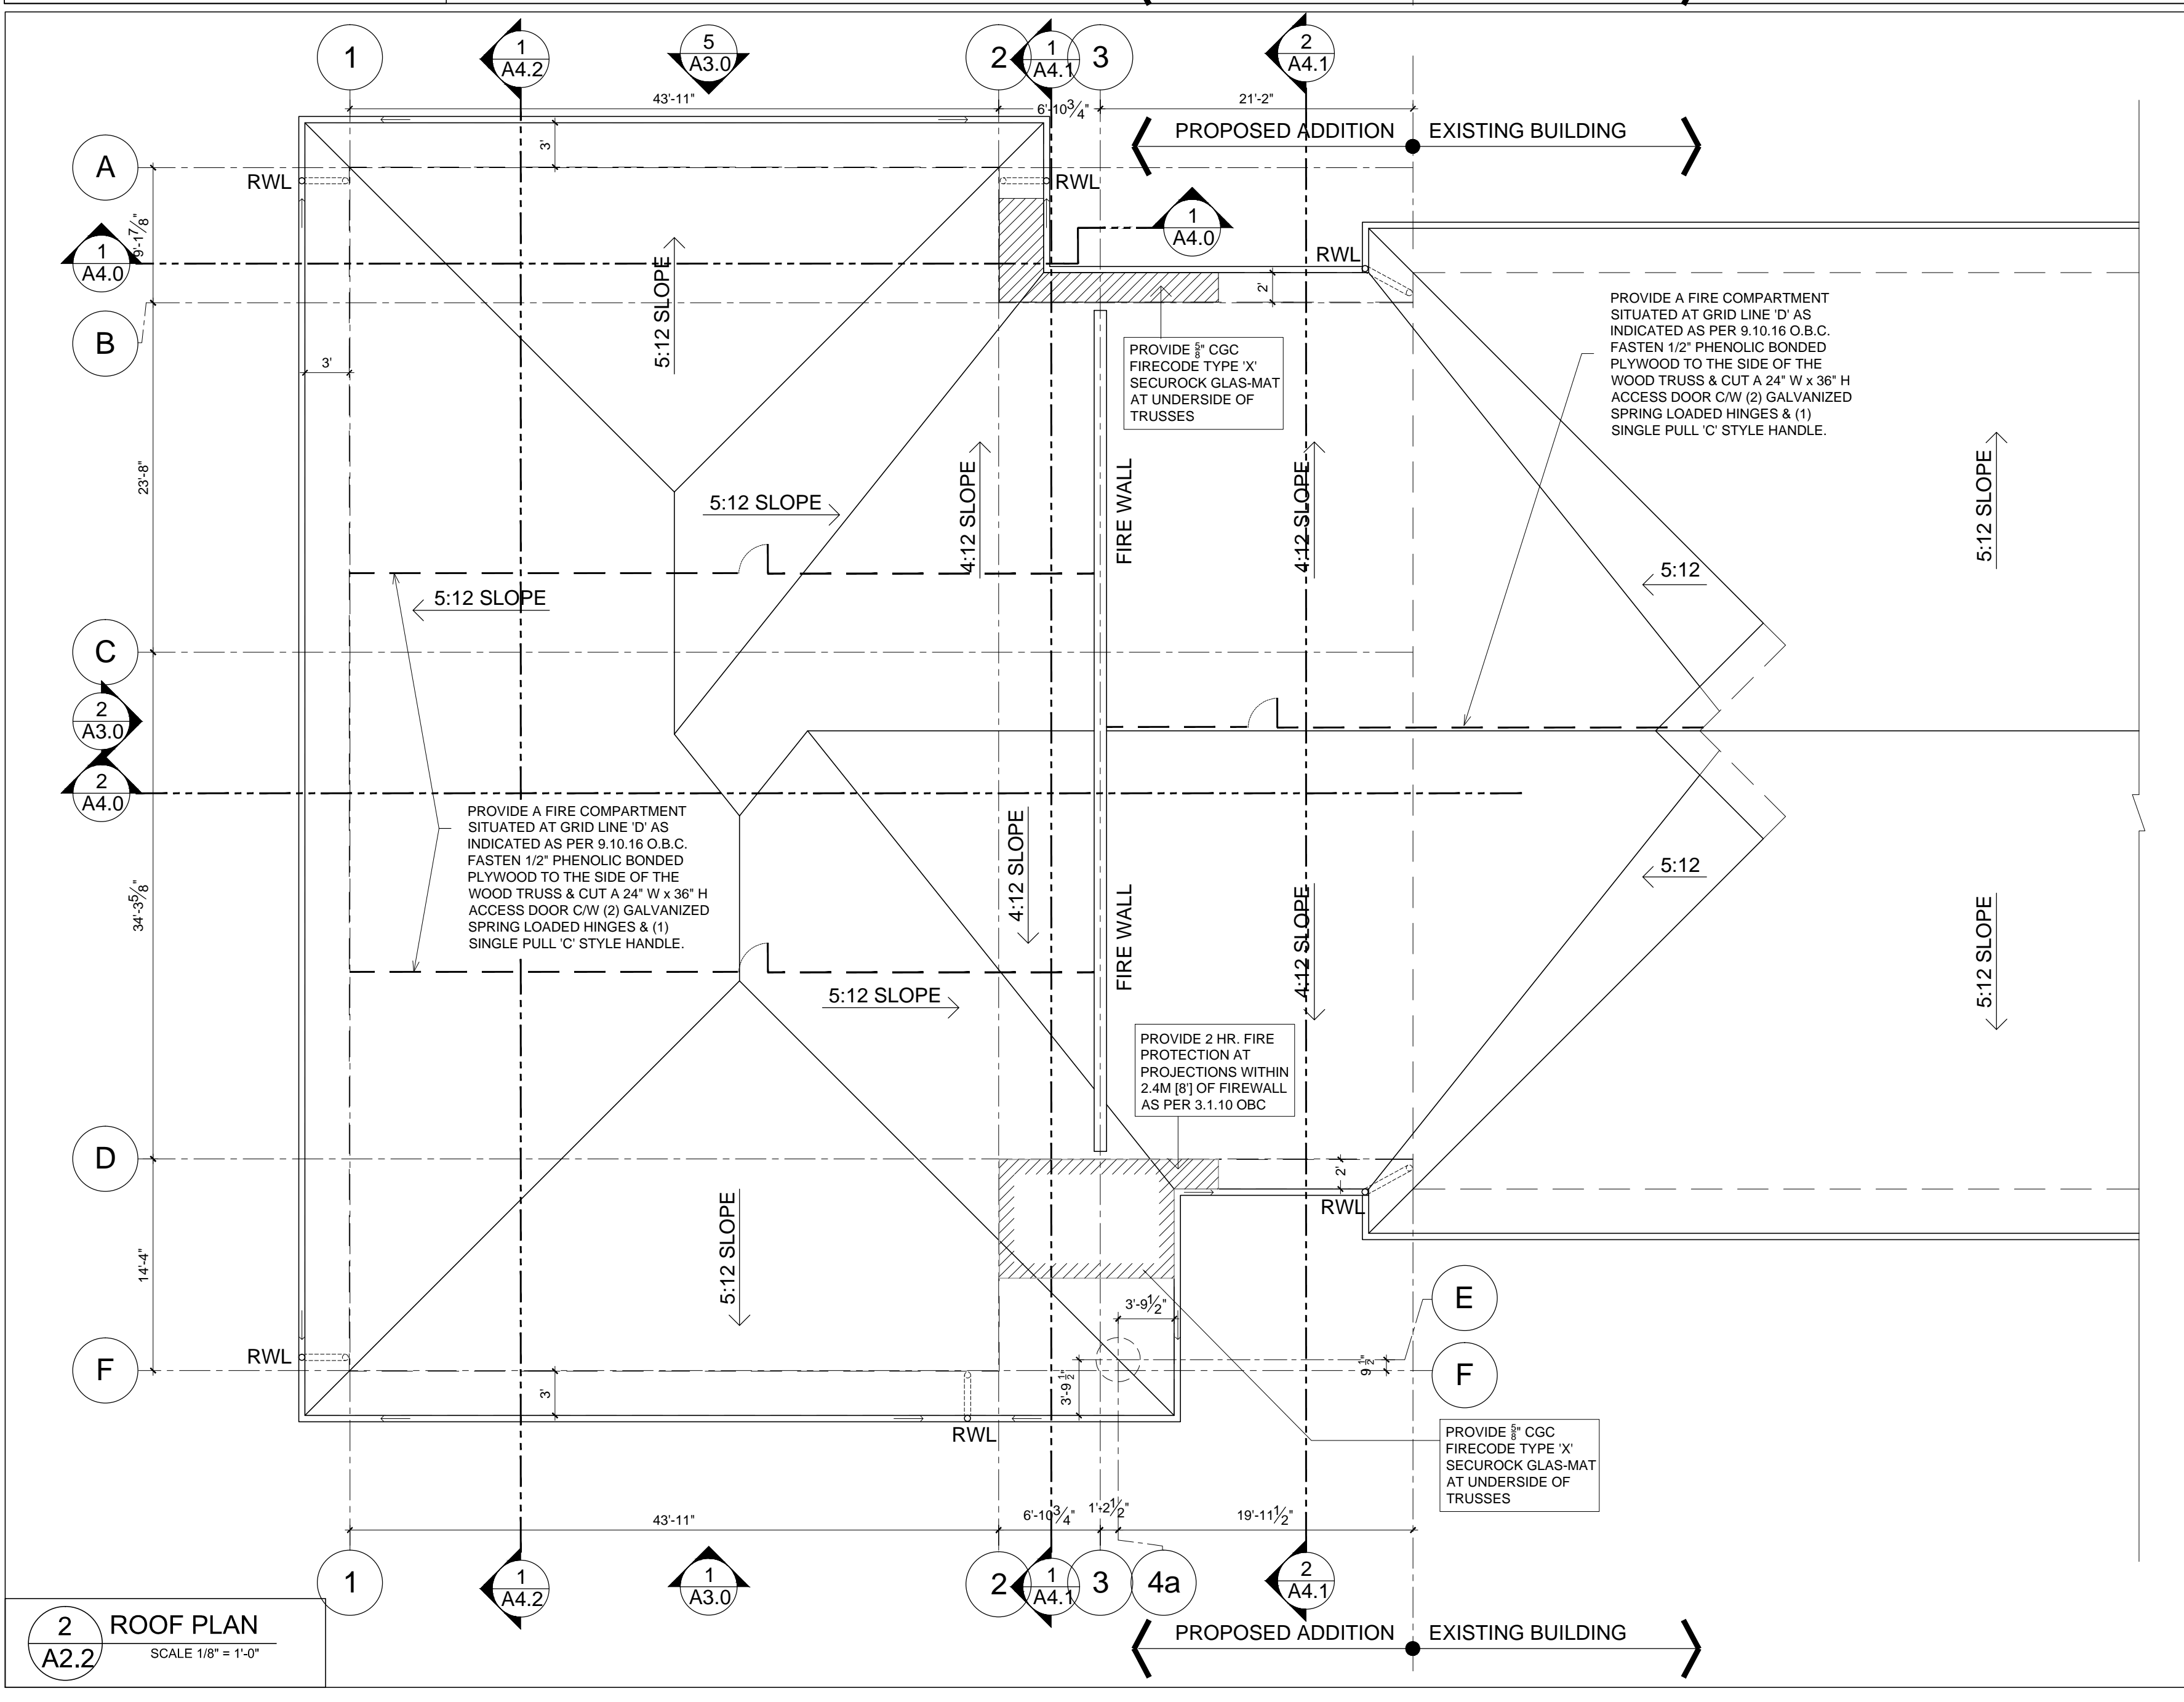 1
1
A4.2
5
A3.0
2
1
A4.1
3
2
A4.1
43'-11"
6'-10¾"
21'-2"
PROPOSED ADDITION
EXISTING BUILDING
A
3'
RWL
RWL
9'-1⅞"
1
A4.0
1
A4.0
RWL
B
2'
3'
5:12 SLOPE
PROVIDE ⅝" CGC
FIRECODE TYPE 'X'
SECUROCK GLAS-MAT
AT UNDERSIDE OF
TRUSSES
PROVIDE A FIRE COMPARTMENT
SITUATED AT GRID LINE 'D' AS
INDICATED AS PER 9.10.16 O.B.C.
FASTEN 1/2" PHENOLIC BONDED
PLYWOOD TO THE SIDE OF THE
WOOD TRUSS & CUT A 24" W x 36" H
ACCESS DOOR C/W (2) GALVANIZED
SPRING LOADED HINGES & (1)
SINGLE PULL 'C' STYLE HANDLE.
23'-8"
5:12 SLOPE
4:12 SLOPE
FIRE WALL
4:12 SLOPE
5:12 SLOPE
5:12
5:12 SLOPE
C
2
A3.0
2
A4.0
PROVIDE A FIRE COMPARTMENT
SITUATED AT GRID LINE 'D' AS
INDICATED AS PER 9.10.16 O.B.C.
FASTEN 1/2" PHENOLIC BONDED
PLYWOOD TO THE SIDE OF THE
WOOD TRUSS & CUT A 24" W x 36" H
ACCESS DOOR C/W (2) GALVANIZED
SPRING LOADED HINGES & (1)
SINGLE PULL 'C' STYLE HANDLE.
34'-3⅝"
4:12 SLOPE
FIRE WALL
4:12 SLOPE
5:12
5:12 SLOPE
5:12 SLOPE
PROVIDE 2 HR. FIRE
PROTECTION AT
PROJECTIONS WITHIN
2.4M [8'] OF FIREWALL
AS PER 3.1.10 OBC
D
2'
RWL
14'-4"
5:12 SLOPE
3'-9½"
E
RWL
F
3'
3'-9½"
9½"
F
RWL
PROVIDE ⅝" CGC
FIRECODE TYPE 'X'
SECUROCK GLAS-MAT
AT UNDERSIDE OF
TRUSSES
43'-11"
6'-10¾"
1'-2½"
19'-11½"
1
1
A4.2
1
A3.0
2
1
A4.1
3
4a
2
A4.1
2
A2.2
ROOF PLAN
SCALE 1/8" = 1'-0"
PROPOSED ADDITION
EXISTING BUILDING